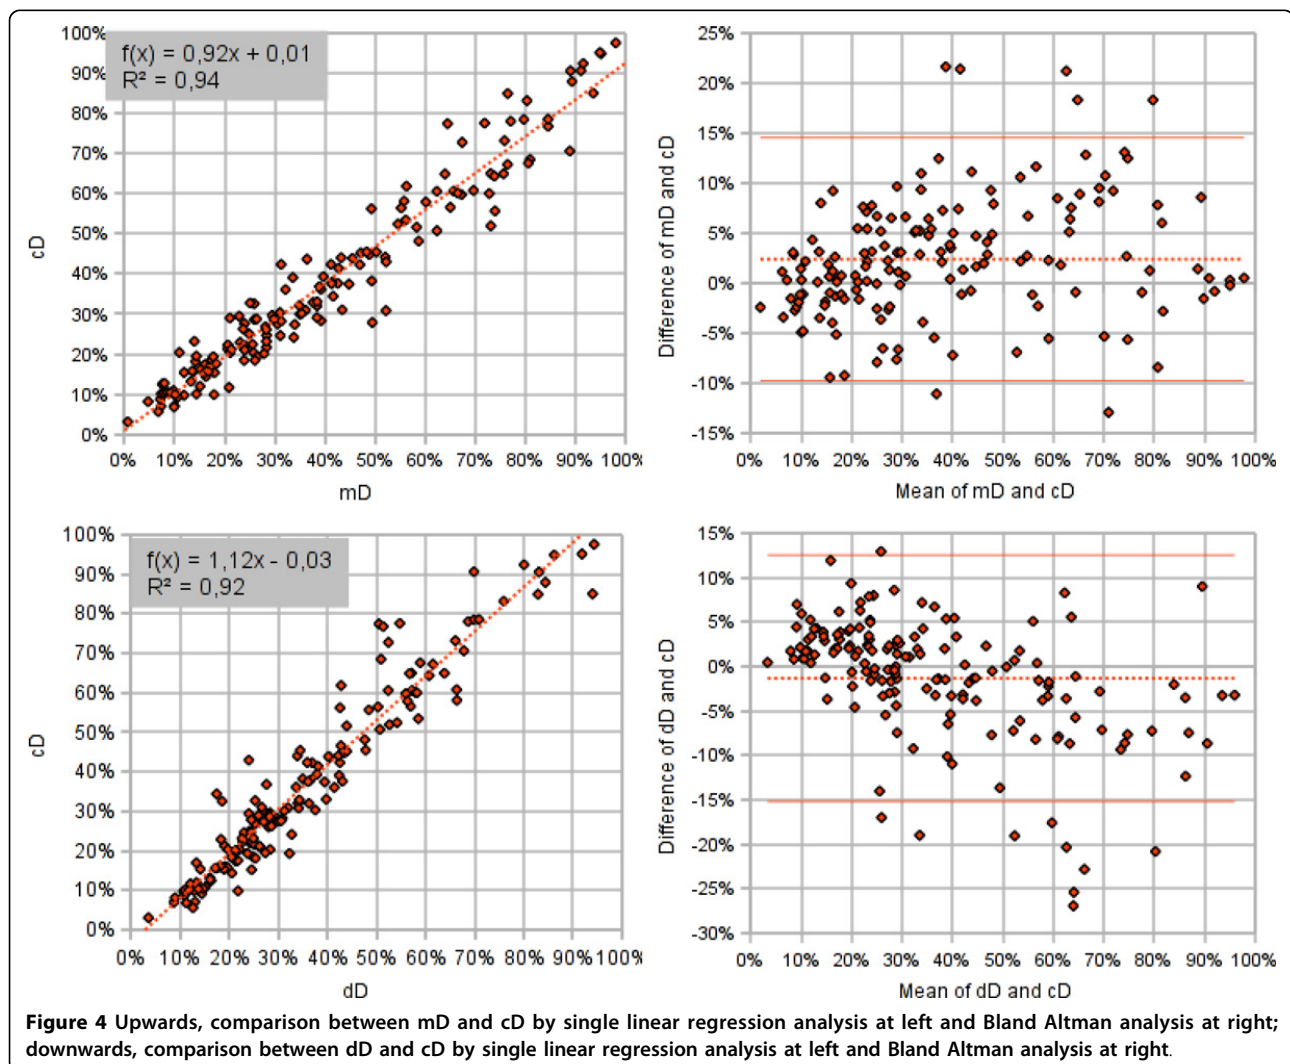 f(x) = 0,92x + 0,01
R² = 0,94
100%
90%
80%
70%
60%
50%
40%
30%
20%
10%
0%
cD
0% 10% 20% 30% 40% 50% 60% 70% 80% 90% 100%
mD
25%
20%
15%
10%
5%
0%
-5%
-10%
-15%
Difference of mD and cD
0% 10% 20% 30% 40% 50% 60% 70% 80% 90% 100%
Mean of mD and cD
f(x) = 1,12x - 0,03
R² = 0,92
100%
90%
80%
70%
60%
50%
40%
30%
20%
10%
0%
cD
0% 10% 20% 30% 40% 50% 60% 70% 80% 90% 100%
dD
15%
10%
5%
0%
-5%
-10%
-15%
-20%
-25%
-30%
Difference of dD and cD
0% 10% 20% 30% 40% 50% 60% 70% 80% 90% 100%
Mean of dD and cD
Figure 4 Upwards, comparison between mD and cD by single linear regression analysis at left and Bland Altman analysis at right;
downwards, comparison between dD and cD by single linear regression analysis at left and Bland Altman analysis at right.